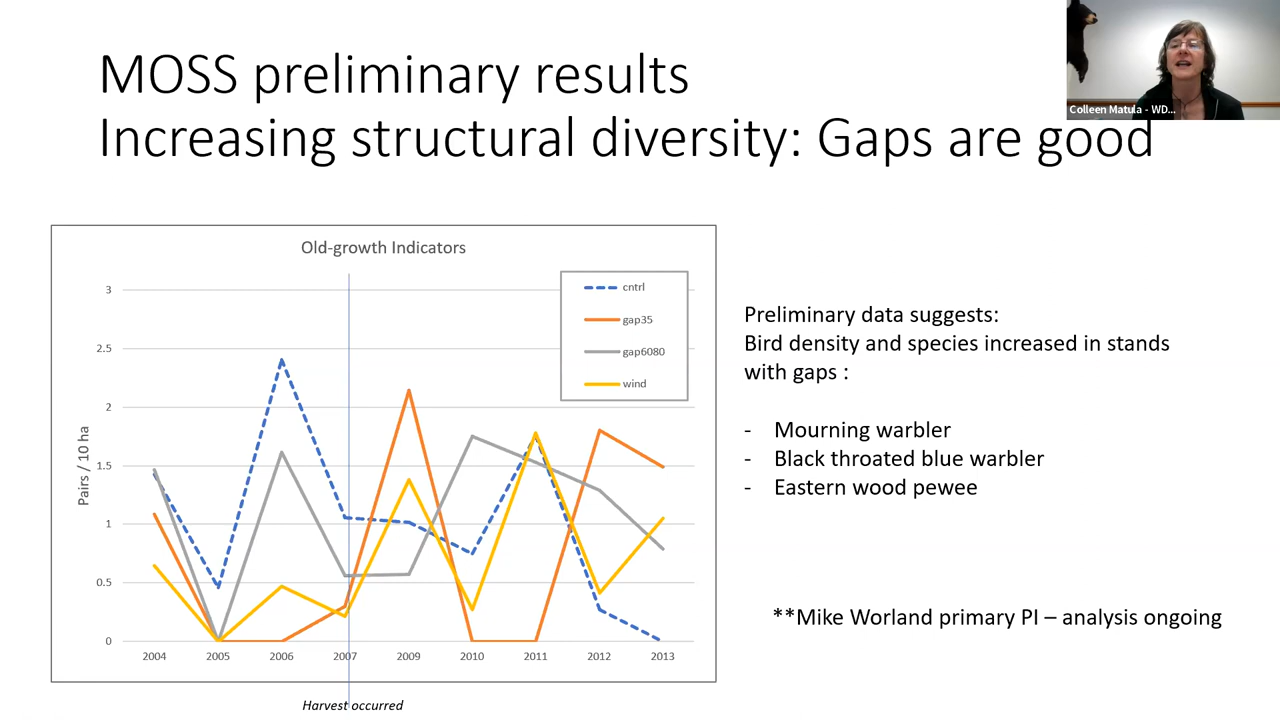 MOSS preliminary results
Increasing structural diversity: Gaps are good
Colleen Matula - WD...
Old-growth Indicators
3
2.5
2
1.5
1
0.5
0
Pairs / 10 ha
cntrl
gap35
gap6080
wind
2004 2005 2006 2007 2009 2010 2011 2012 2013
Harvest occurred
Preliminary data suggests:
Bird density and species increased in stands
with gaps :
- Mourning warbler
- Black throated blue warbler
- Eastern wood pewee
**Mike Worland primary PI – analysis ongoing